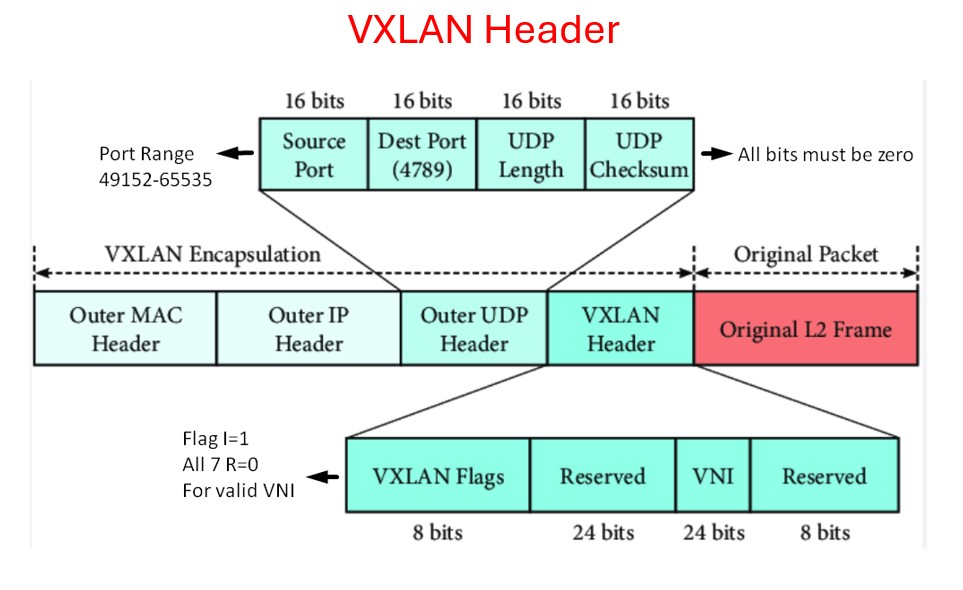 VXLAN Header
16 bits 16 bits 16 bits 16 bits
Port Range
49152-65535
Source
Port
Dest Port
(4789)
UDP
Length
UDP
Checksum
All bits must be zero
VXLAN Encapsulation
Original Packet
Outer MAC
Header
Outer IP
Header
Outer UDP
Header
VXLAN
Header
Original L2 Frame
Flag I=1
All 7 R=0
For valid VNI
VXLAN Flags
Reserved
VNI
Reserved
8 bits 24 bits 24 bits 8 bits